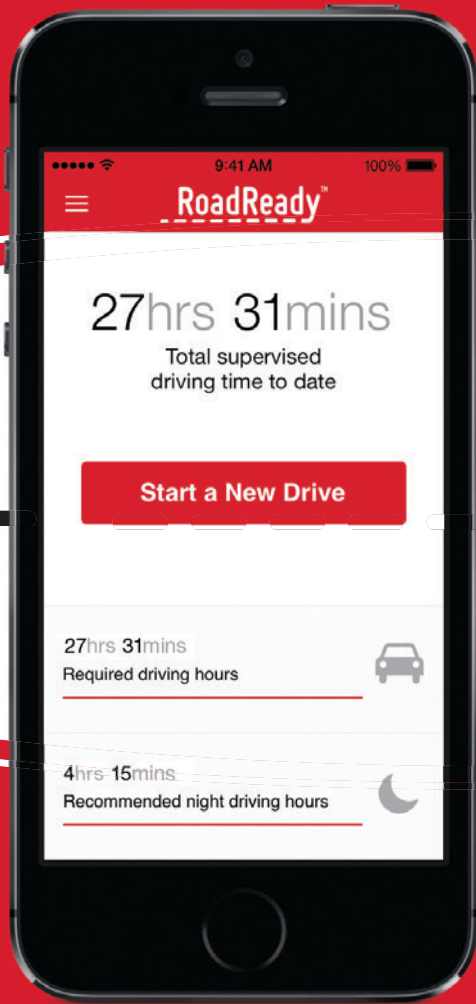 9:41 AM
100%
RoadReady™
27hrs 31mins
Total supervised
driving time to date
Start a New Drive
27hrs 31mins
Required driving hours
4hrs 15mins
Recommended night driving hours